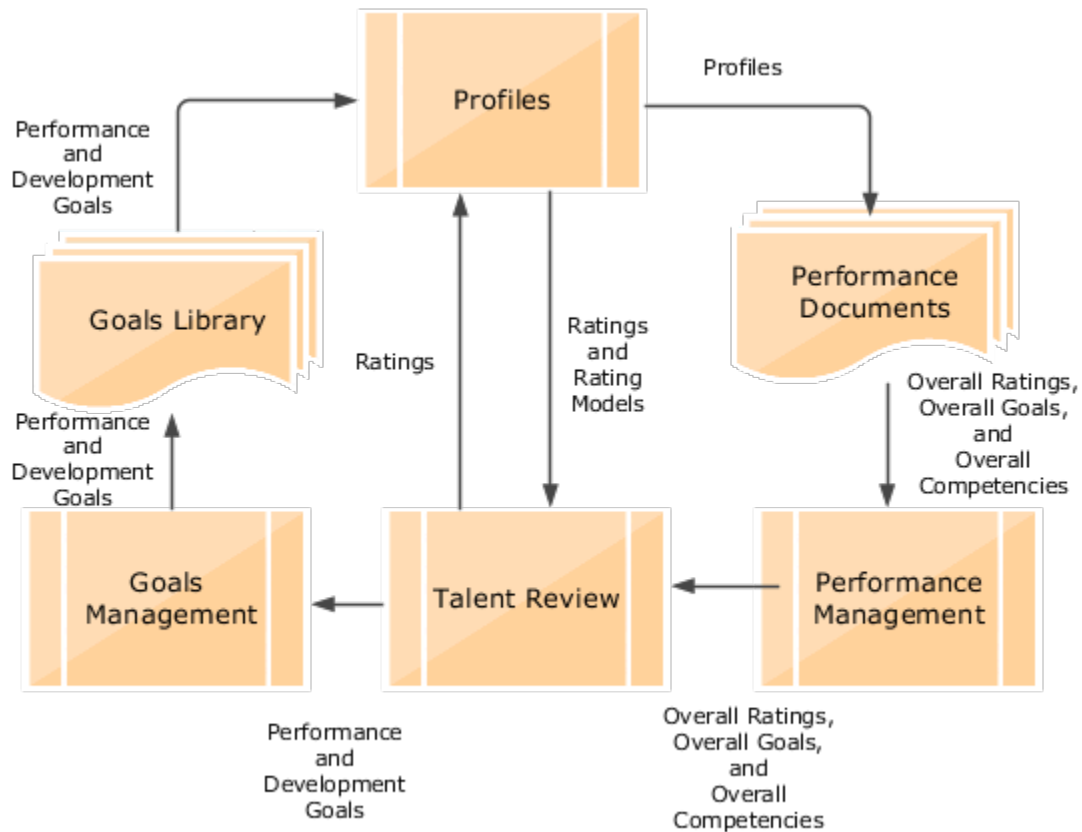 Profiles
Profiles
Performance
and
Development
Goals
Goals Library
Ratings
Ratings
and
Rating
Models
Performance
Documents
Overall Ratings,
Overall Goals,
and
Overall
Competencies
Performance
and
Development
Goals
Goals
Management
Talent Review
Performance
Management
Performance
and
Development
Goals
Overall Ratings,
Overall Goals,
and
Overall
Competencies